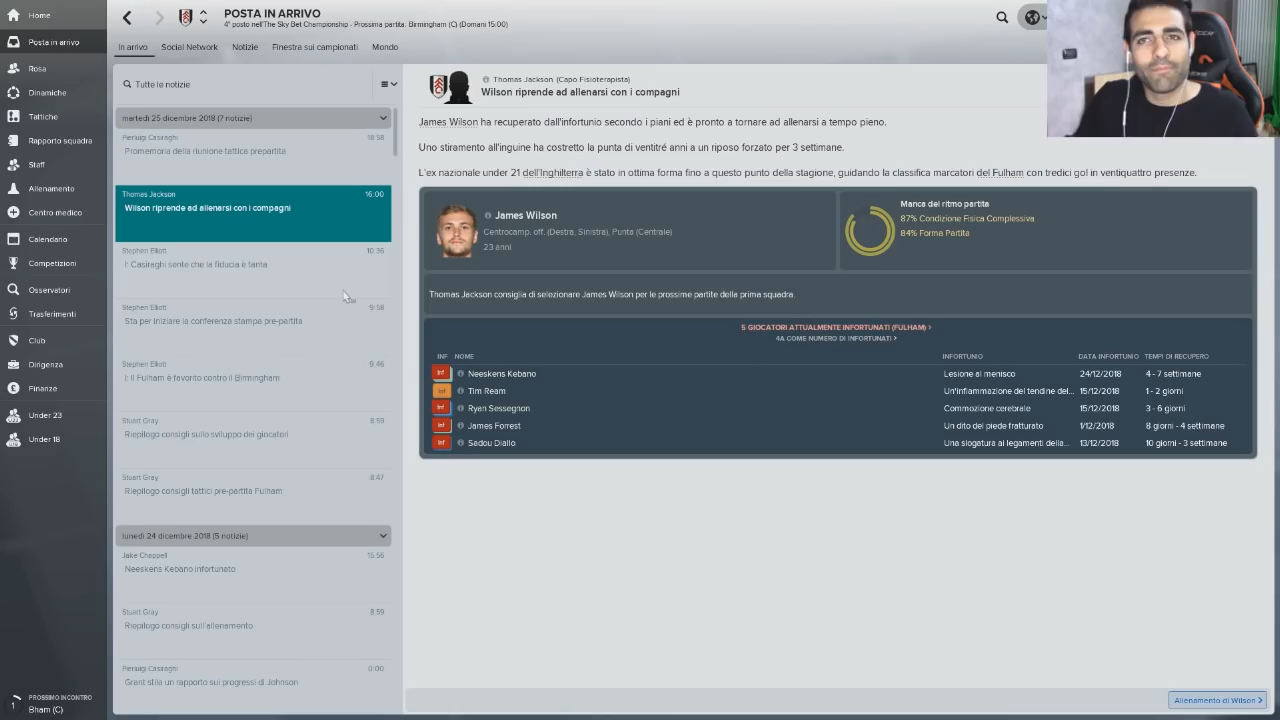 Home
Posta in arrivo
Rosa
Dinamiche
Tattiche
Rapporto squadra
Staff
Allenamento
Centro medico
Calendario
Competizioni
Osservatori
Trasferimenti
Club
Dirigenza
Finanze
Under 23
Under 18
1
PROSSIMO INCONTRO
Bham (C)
POSTA IN ARRIVO
4° posto nell'The Sky Bet Championship - Prossima partita: Birmingham (C) (Domani 15:00)
In arrivo Social Network Notizie Finestra sui campionati Mondo
Tutte le notizie
martedì 25 dicembre 2018 (7 notizie)
Pierluigi Casiraghi 18:58
Promemoria della riunione tattica prepartita
Thomas Jackson 16:00
Wilson riprende ad allenarsi con i compagni
Stephen Elliott 10:36
I: Casiraghi sente che la fiducia è tanta
Stephen Elliott 9:58
Sta per iniziare la conferenza stampa pre-partita
Stephen Elliott 9:46
I: Il Fulham è favorito contro il Birmingham
Stuart Gray 8:59
Riepilogo consigli sullo sviluppo dei giocatori
Stuart Gray 8:47
Riepilogo consigli tattici pre-partita Fulham
lunedì 24 dicembre 2018 (5 notizie)
Jake Chappell 15:56
Neeskens Kebano infortunato
Stuart Gray 8:59
Riepilogo consigli sull'allenamento
Pierluigi Casiraghi 0:00
Grant stila un rapporto sui progressi di Johnson
Thomas Jackson (Capo Fisioterapista)
Wilson riprende ad allenarsi con i compagni
James Wilson ha recuperato dall'infortunio secondo i piani ed è pronto a tornare ad allenarsi a tempo pieno.
Uno stiramento all'inguine ha costretto la punta di ventitré anni a un riposo forzato per 3 settimane.
L'ex nazionale under 21 dell'Inghilterra è stato in ottima forma fino a questo punto della stagione, guidando la classifica marcatori del Fulham con tredici gol in ventiquattro presenze.
James Wilson
Centrocamp. off. (Destra, Sinistra), Punta (Centrale)
23 anni
Manca del ritmo partita
87% Condizione Fisica Complessiva
84% Forma Partita
Thomas Jackson consiglia di selezionare James Wilson per le prossime partite della prima squadra.
5 GIOCATORI ATTUALMENTE INFORTUNATI (FULHAM)
4A COME NUMERO DI INFORTUNATI
INF NOME INFORTUNIO DATA INFORTUNIO TEMPI DI RECUPERO
Inf Neeskens Kebano Lesione al menisco 24/12/2018 4 - 7 settimane
Inf Tim Ream Un'infiammazione del tendine del... 15/12/2018 1 - 2 giorni
Inf Ryan Sessegnon Commozione cerebrale 15/12/2018 3 - 6 giorni
Inf James Forrest Un dito del piede fratturato 1/12/2018 8 giorni - 4 settimane
Inf Sadou Diallo Una slogatura ai legamenti della... 13/12/2018 10 giorni - 3 settimane
Allenamento di Wilson